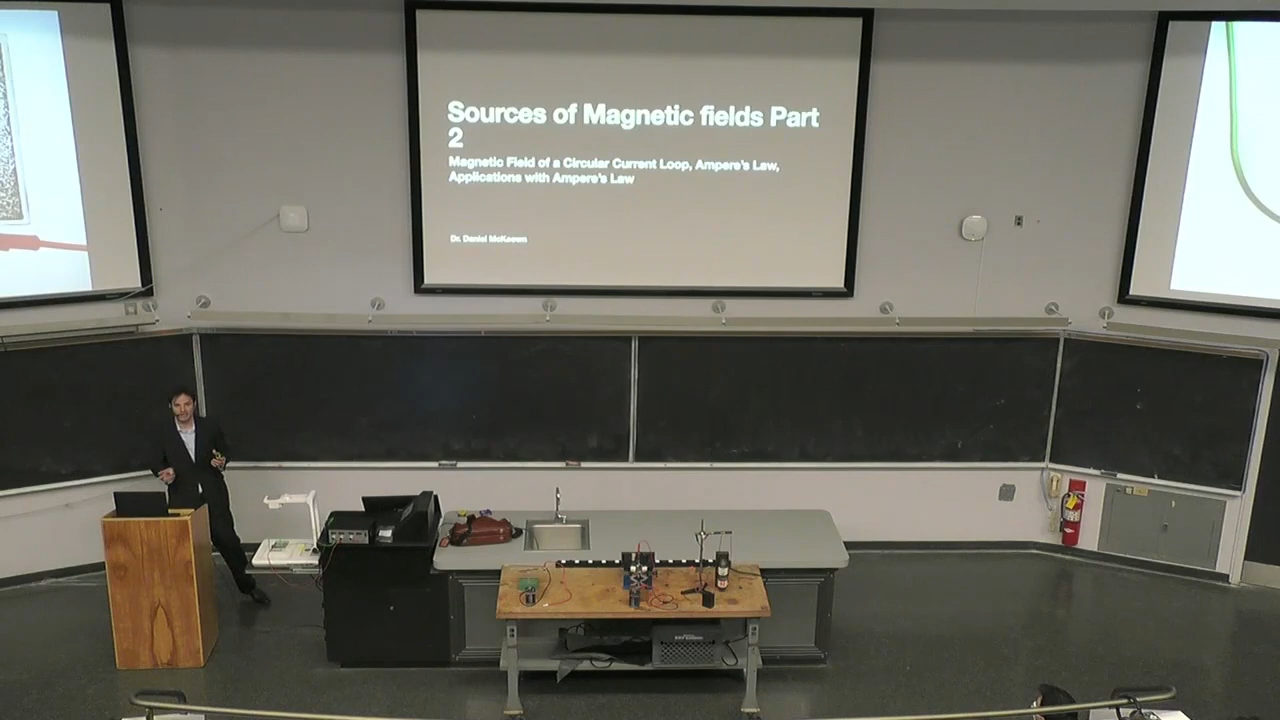 Sources of Magnetic fields Part
2
Magnetic Field of a Circular Current Loop, Ampere's Law,
Applications with Ampere's Law
Dr. Daniel McKeown